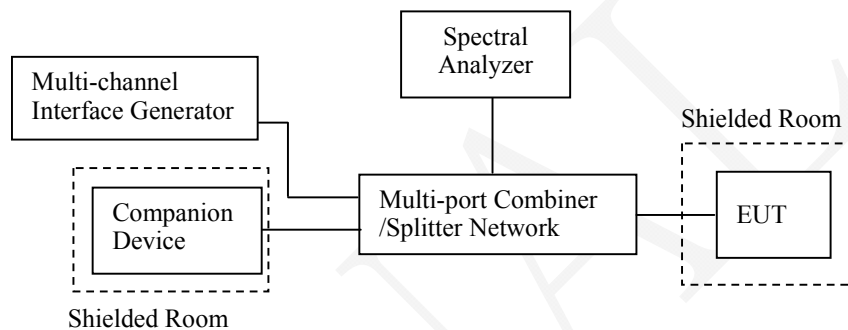 Spectral
Analyzer
Multi-channel
Interface Generator
Shielded Room
Companion
Device
Multi-port Combiner
/Splitter Network
EUT
Shielded Room